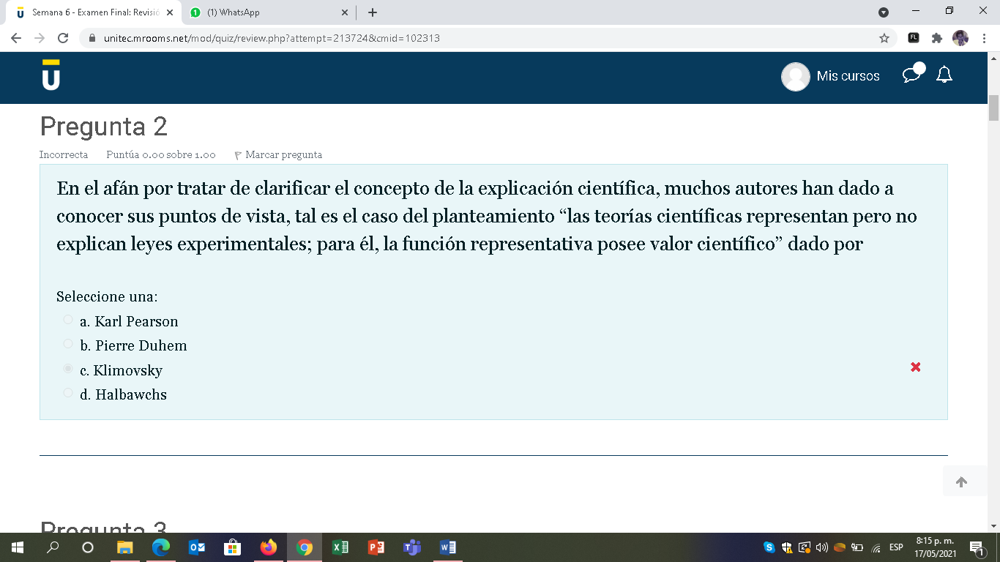 Semana 6 - Examen Final: Revisió
(1) WhatsApp
unitec.mrooms.net/mod/quiz/review.php?attempt=213724&cmid=102313
FL
Mis cursos
Pregunta 2
Incorrecta Puntúa 0.00 sobre 1.00 Marcar pregunta
En el afán por tratar de clarificar el concepto de la explicación científica, muchos autores han dado a
conocer sus puntos de vista, tal es el caso del planteamiento “las teorías científicas representan pero no
explican leyes experimentales; para él, la función representativa posee valor científico” dado por
Seleccione una:
a. Karl Pearson
b. Pierre Duhem
c. Klimovsky
d. Halbawchs
Pregunta 3
ESP
8:15 p. m.
17/05/2021
1